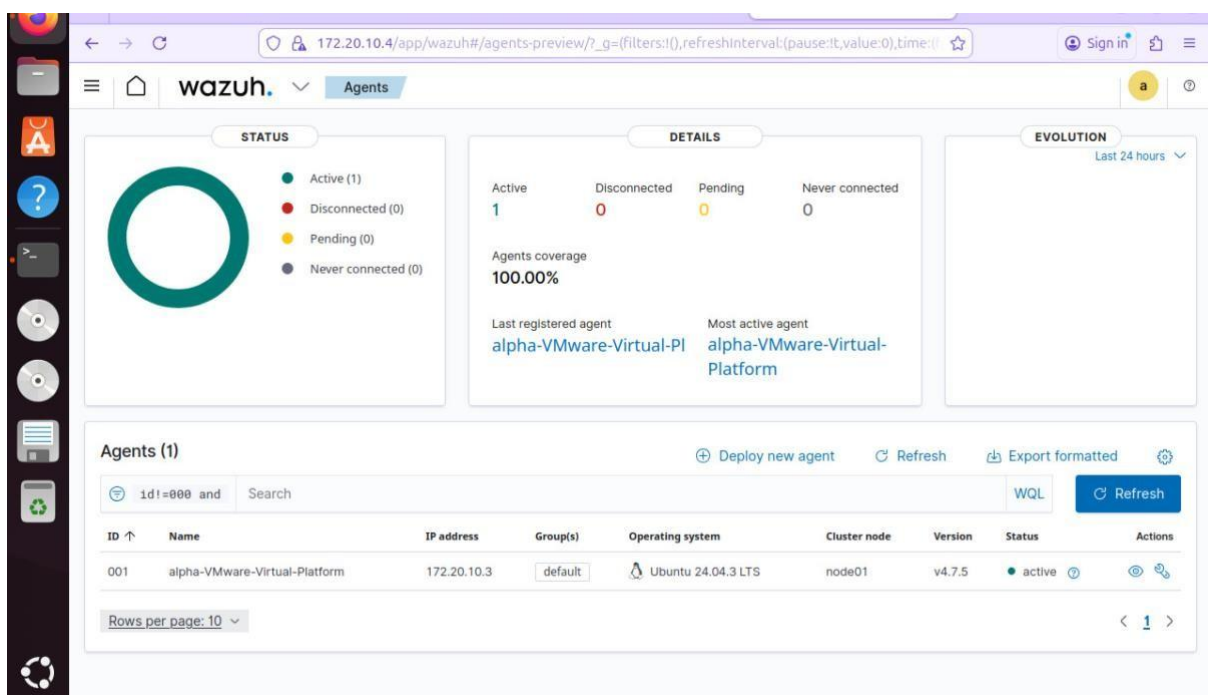 172.20.10.4/app/wazuh#/agents-preview/?_g=(filters:!(),refreshInterval:(pause:!t,value:0),time:(
Sign in
wazuh. Agents
a
STATUS
Active (1)
Disconnected (0)
Pending (0)
Never connected (0)
DETAILS
Active Disconnected Pending Never connected
1 0 0 0
Agents coverage
100.00%
Last registered agent Most active agent
alpha-VMware-Virtual-Pl alpha-VMware-Virtual-
Platform
EVOLUTION
Last 24 hours
Agents (1)
Deploy new agent Refresh Export formatted
id!=000 and Search WQL Refresh
ID Name IP address Group(s) Operating system Cluster node Version Status Actions
001 alpha-VMware-Virtual-Platform 172.20.10.3 default Ubuntu 24.04.3 LTS node01 v4.7.5 active
Rows per page: 10
1